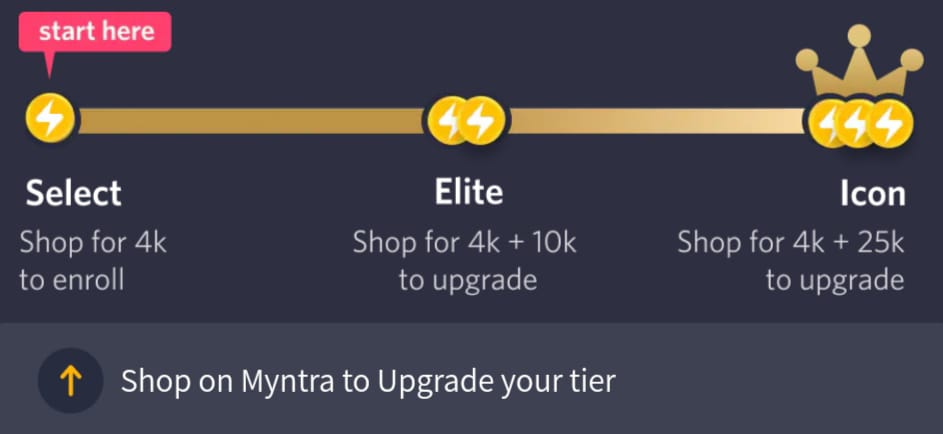 start here
Select
Shop for 4k
to enroll
Elite
Shop for 4k + 10k
to upgrade
Icon
Shop for 4k + 25k
to upgrade
Shop on Myntra to Upgrade your tier